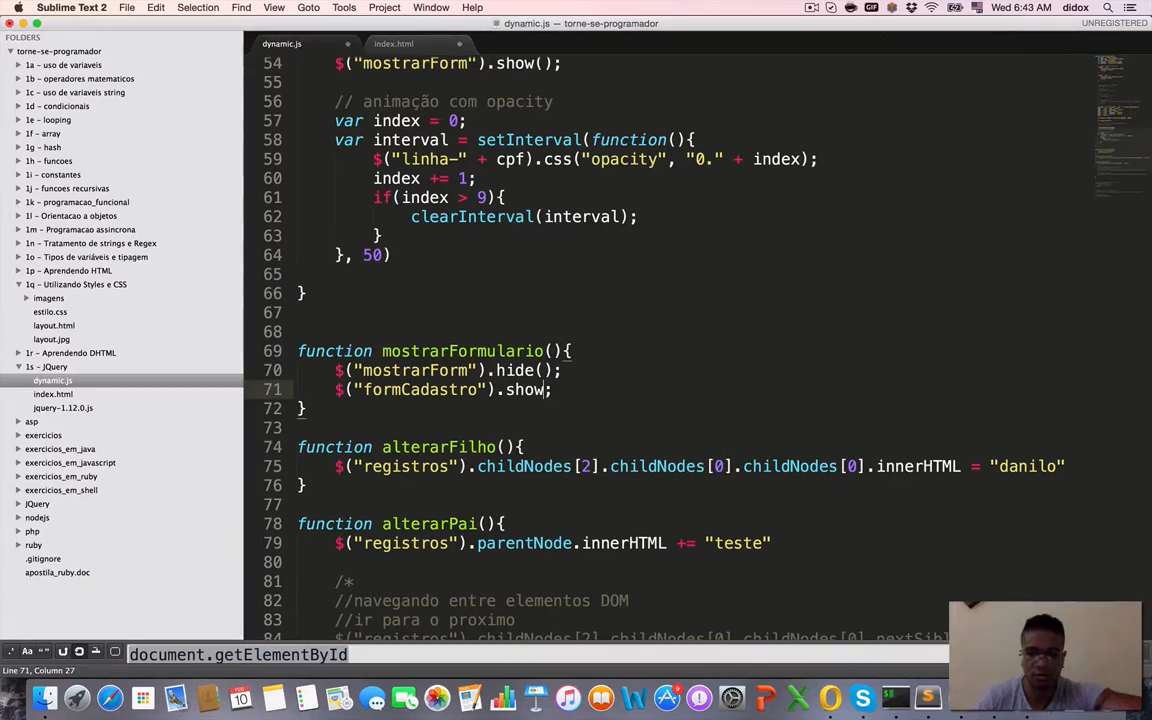 Sublime Text 2 File Edit Selection Find View Goto Tools Project Window Help GIF Wed 6:43 AM didox
dynamic.js — torne-se-programador UNREGISTERED
FOLDERS
torne-se-programador
1a - uso de variaveis
1b - operadores matematicos
1c - uso de variaveis string
1d - condicionais
1e - looping
1f - array
1g - hash
1h - funcoes
1i - constantes
1j - funcoes recursivas
1k - programacao_funcional
1l - Orientacao a objetos
1m - Programacao assincrona
1n - Tratamento de strings e Regex
1o - Tipos de variáveis e tipagem
1p - Aprendendo HTML
1q - Utilizando Styles e CSS
imagens
estilo.css
layout.html
layout.jpg
1r - Aprendendo DHTML
1s - JQuery
dynamic.js
index.html
jquery-1.12.0.js
asp
exercicios
exercicios_em_java
exercicios_em_javascript
exercicios_em_ruby
exercicios_em_shell
JQuery
nodejs
php
ruby
.gitignore
apostila_ruby.doc
dynamic.js index.html
54 $("mostrarForm").show();
55
56 // animação com opacity
57 var index = 0;
58 var interval = setInterval(function(){
59 $("linha-" + cpf).css("opacity", "0." + index);
60 index += 1;
61 if(index > 9){
62 clearInterval(interval);
63 }
64 }, 50)
65
66 }
67
68
69 function mostrarFormulario(){
70 $("mostrarForm").hide();
71 $("formCadastro").show;
72 }
73
74 function alterarFilho(){
75 $("registros").childNodes[2].childNodes[0].childNodes[0].innerHTML = "danilo"
76 }
77
78 function alterarPai(){
79 $("registros").parentNode.innerHTML += "teste"
80
81 /*
82 //navegando entre elementos DOM
83 //ir para o proximo
84 $("registros").childNodes[2].childNodes[0].childNodes[0].nextSibl
.* Aa “” document.getElementById
Line 71, Column 27